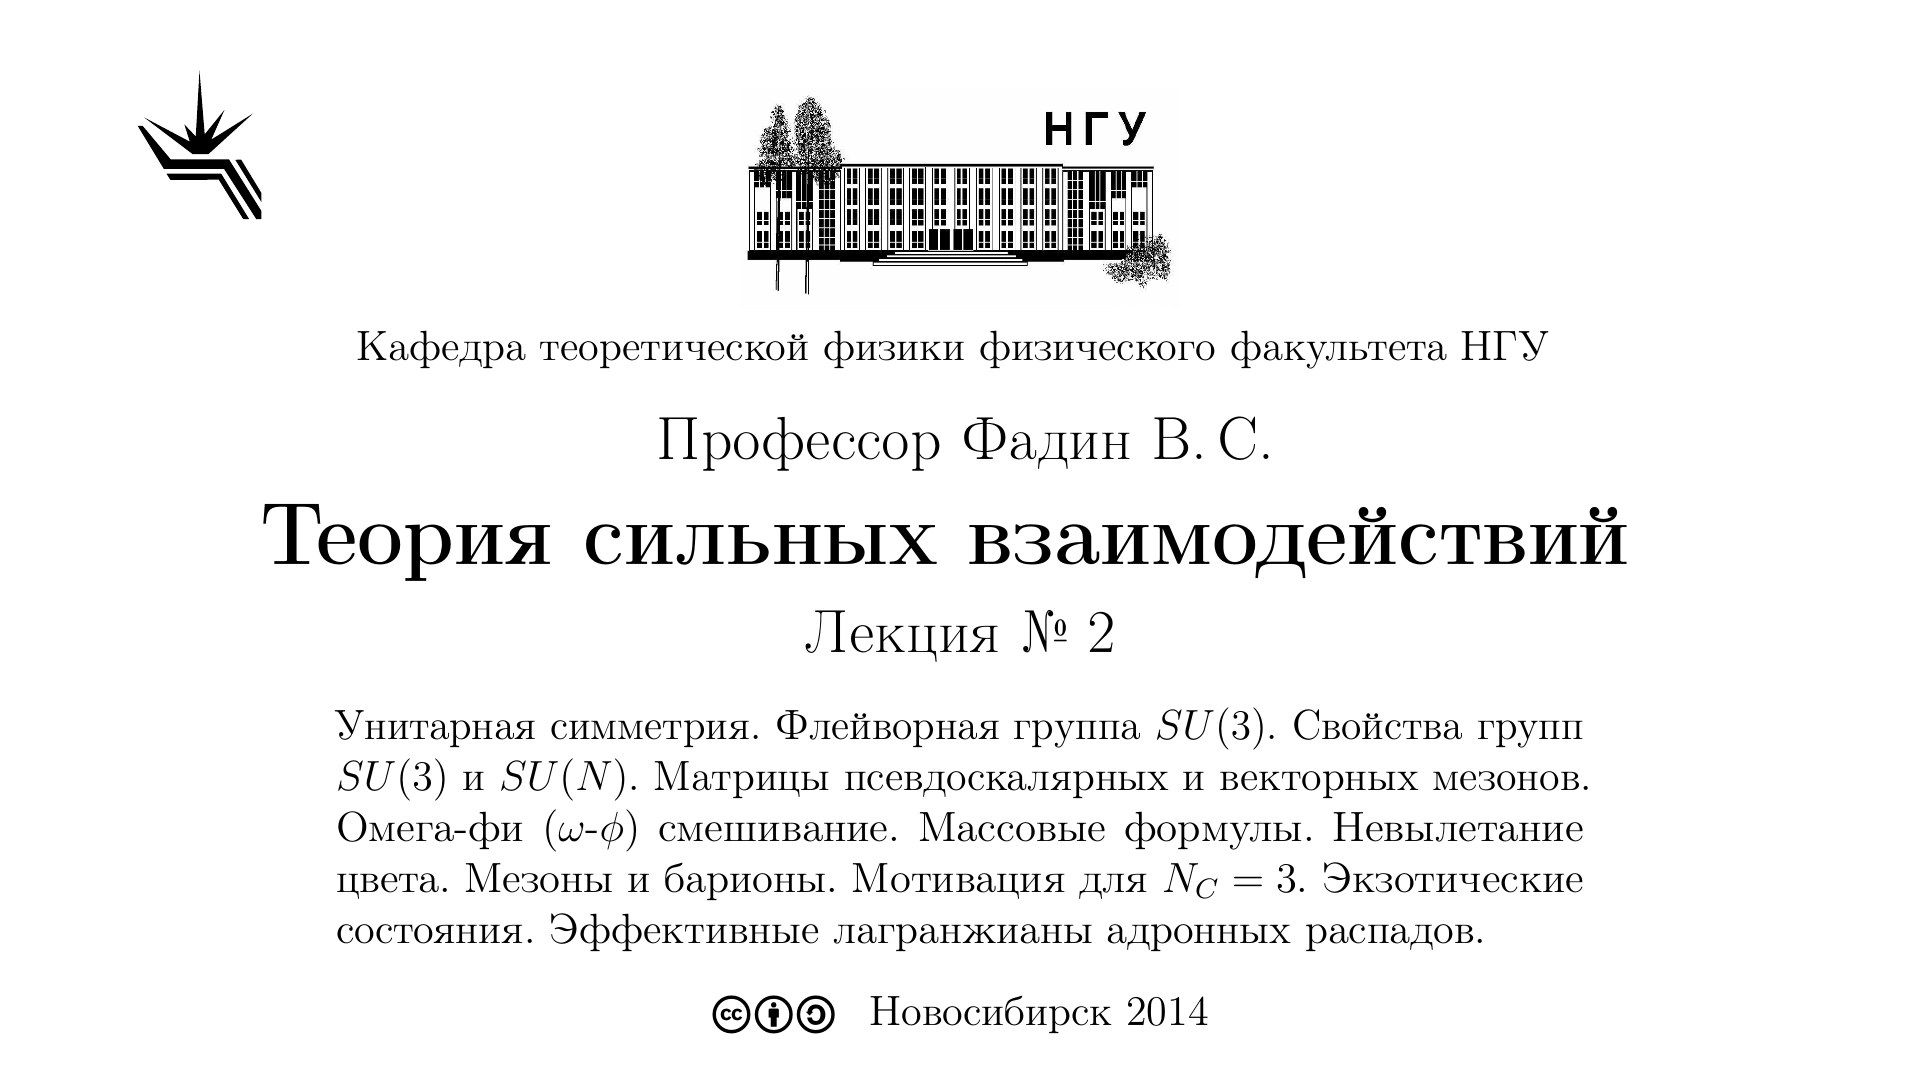 НГУ
Кафедра теоретической физики физического факультета НГУ
Профессор Фадин В. С.
Теория сильных взаимодействий
Лекция № 2
Унитарная симметрия. Флейворная группа SU(3). Свойства групп
SU(3) и SU(N). Матрицы псевдоскалярных и векторных мезонов.
Омега-фи (ω-ϕ) смешивание. Массовые формулы. Невылетание
цвета. Мезоны и барионы. Мотивация для N_C = 3. Экзотические
состояния. Эффективные лагранжианы адронных распадов.
cc Новосибирск 2014